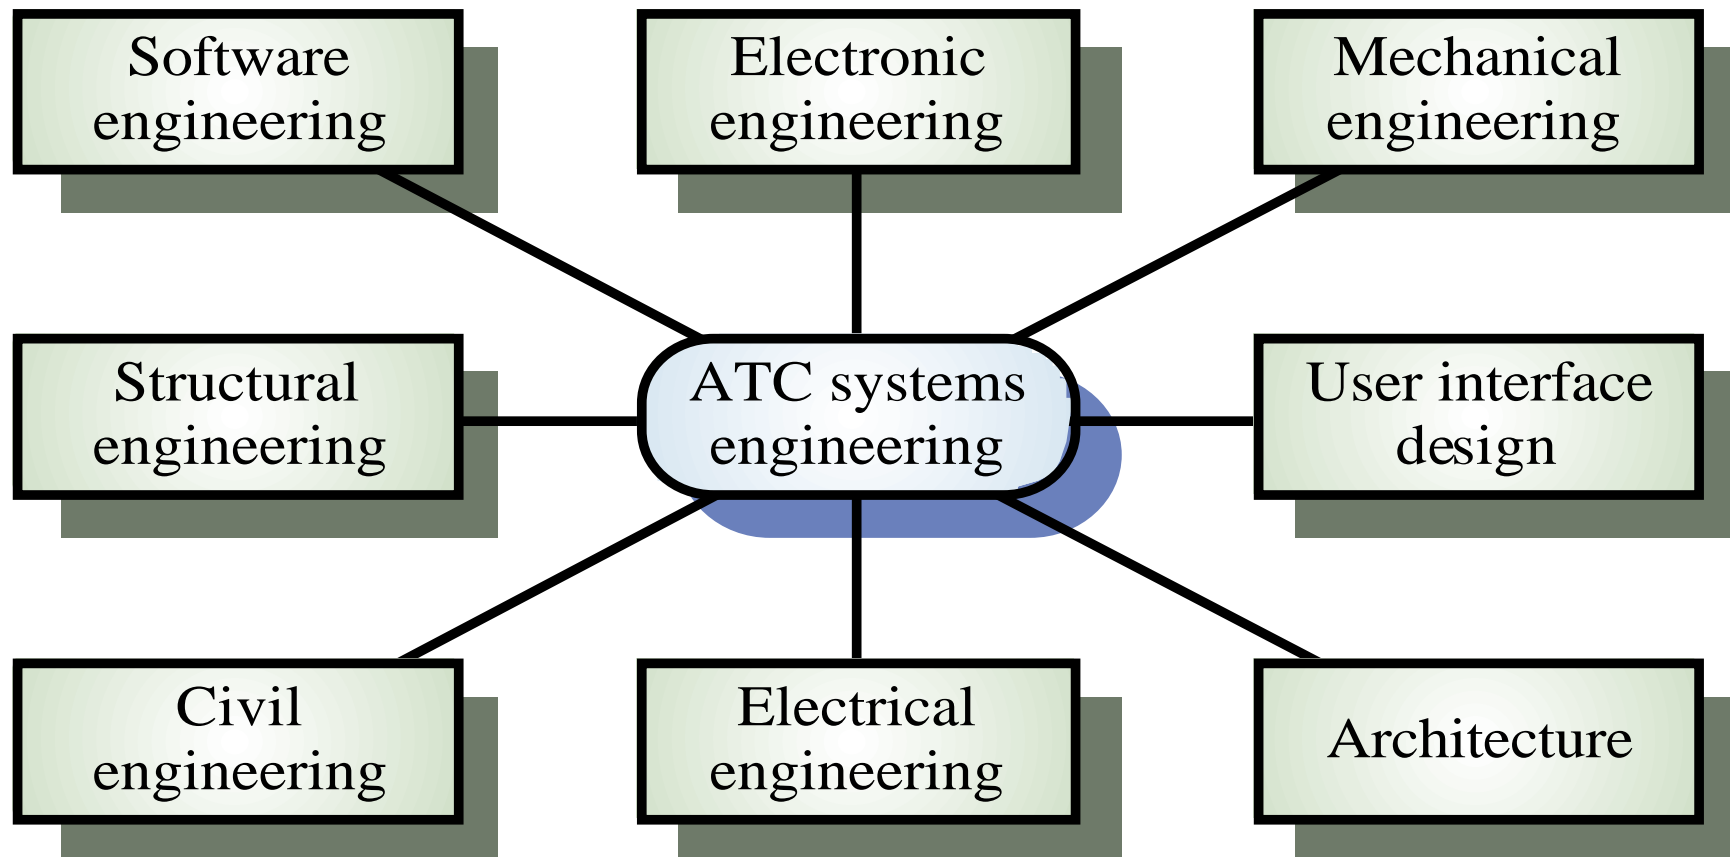 Software
engineering
Electronic
engineering
Mechanical
engineering
Structural
engineering
ATC systems
engineering
User interface
design
Civil
engineering
Electrical
engineering
Architecture